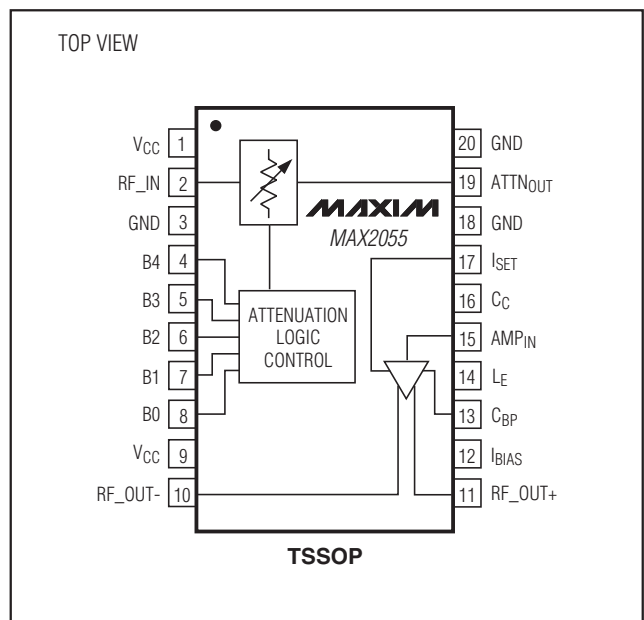 TOP VIEW
VCC 1
RF_IN 2
GND 3
B4 4
B3 5
B2 6
B1 7
B0 8
VCC 9
RF_OUT- 10
20 GND
19 ATTNOUT
18 GND
17 ISET
16 CC
15 AMPIN
14 LE
13 CBP
12 IBIAS
11 RF_OUT+
MAXIM
MAX2055
ATTENUATION
LOGIC
CONTROL
TSSOP